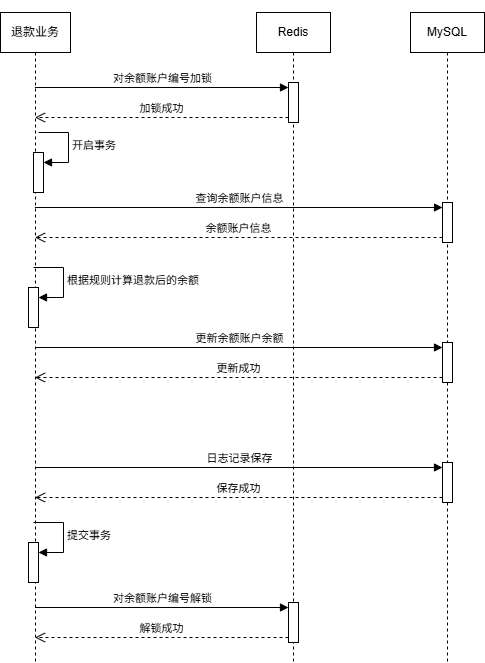 退款业务
Redis
MySQL
对余额账户编号加锁
加锁成功
开启事务
查询余额账户信息
余额账户信息
根据规则计算退款后的余额
更新余额账户余额
更新成功
日志记录保存
保存成功
提交事务
对余额账户编号解锁
解锁成功